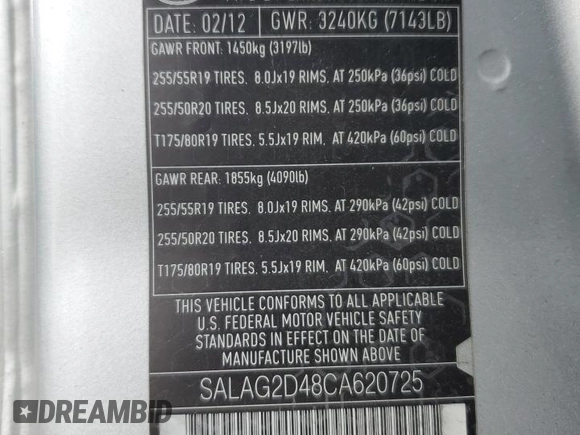 DATE: 02/12 GWR: 3240KG (7143LB)
GAWR FRONT: 1450kg (3197lb)
255/55R19 TIRES. 8.0Jx19 RIMS. AT 250kPa (36psi) COLD
255/50R20 TIRES. 8.5Jx20 RIMS. AT 250kPa (36psi) COLD
T175/80R19 TIRES. 5.5Jx19 RIM. AT 420kPa (60psi) COLD
GAWR REAR: 1855kg (4090lb)
255/55R19 TIRES. 8.0Jx19 RIMS. AT 290kPa (42psi) COLD
255/50R20 TIRES. 8.5Jx20 RIMS. AT 290kPa (42psi) COLD
T175/80R19 TIRES. 5.5Jx19 RIM. AT 420kPa (60psi) COLD
THIS VEHICLE CONFORMS TO ALL APPLICABLE
U.S. FEDERAL MOTOR VEHICLE SAFETY
STANDARDS IN EFFECT ON THE DATE OF
MANUFACTURE SHOWN ABOVE
SALAG2D48CA620725
DREAMBID